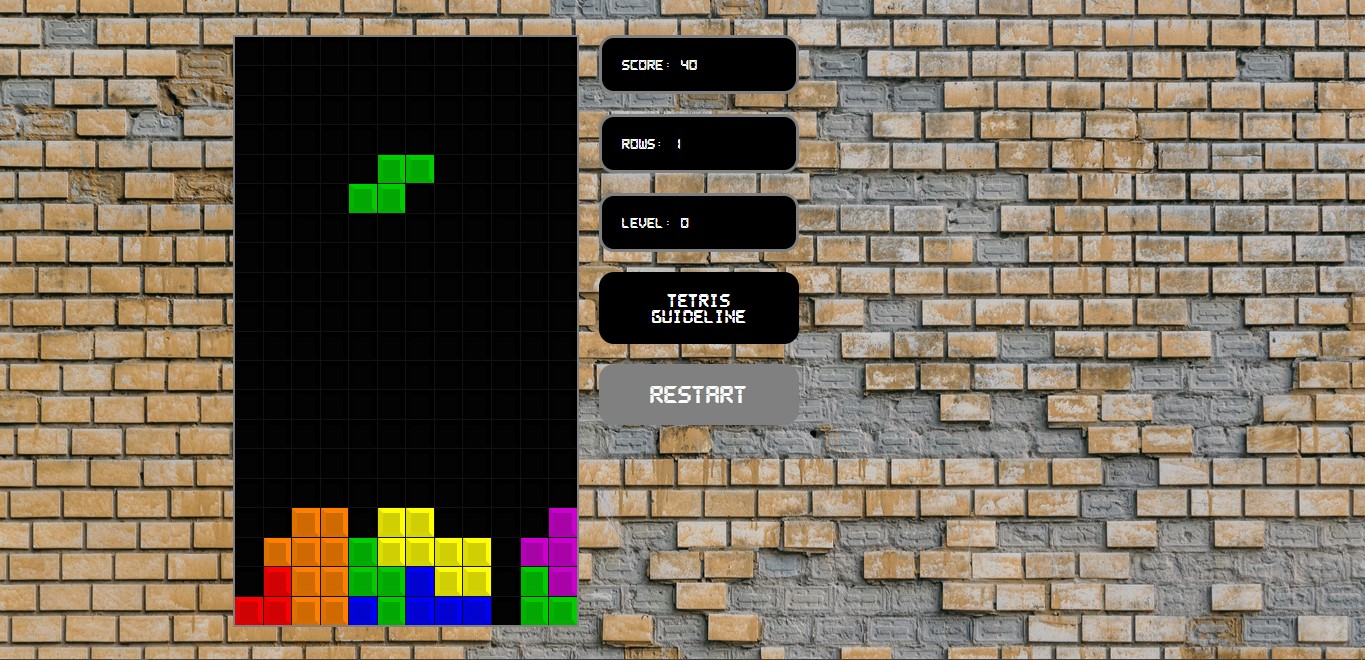 SCORE: 40
ROWS: 1
LEVEL: 0
TETRIS
GUIDELINE
RESTART